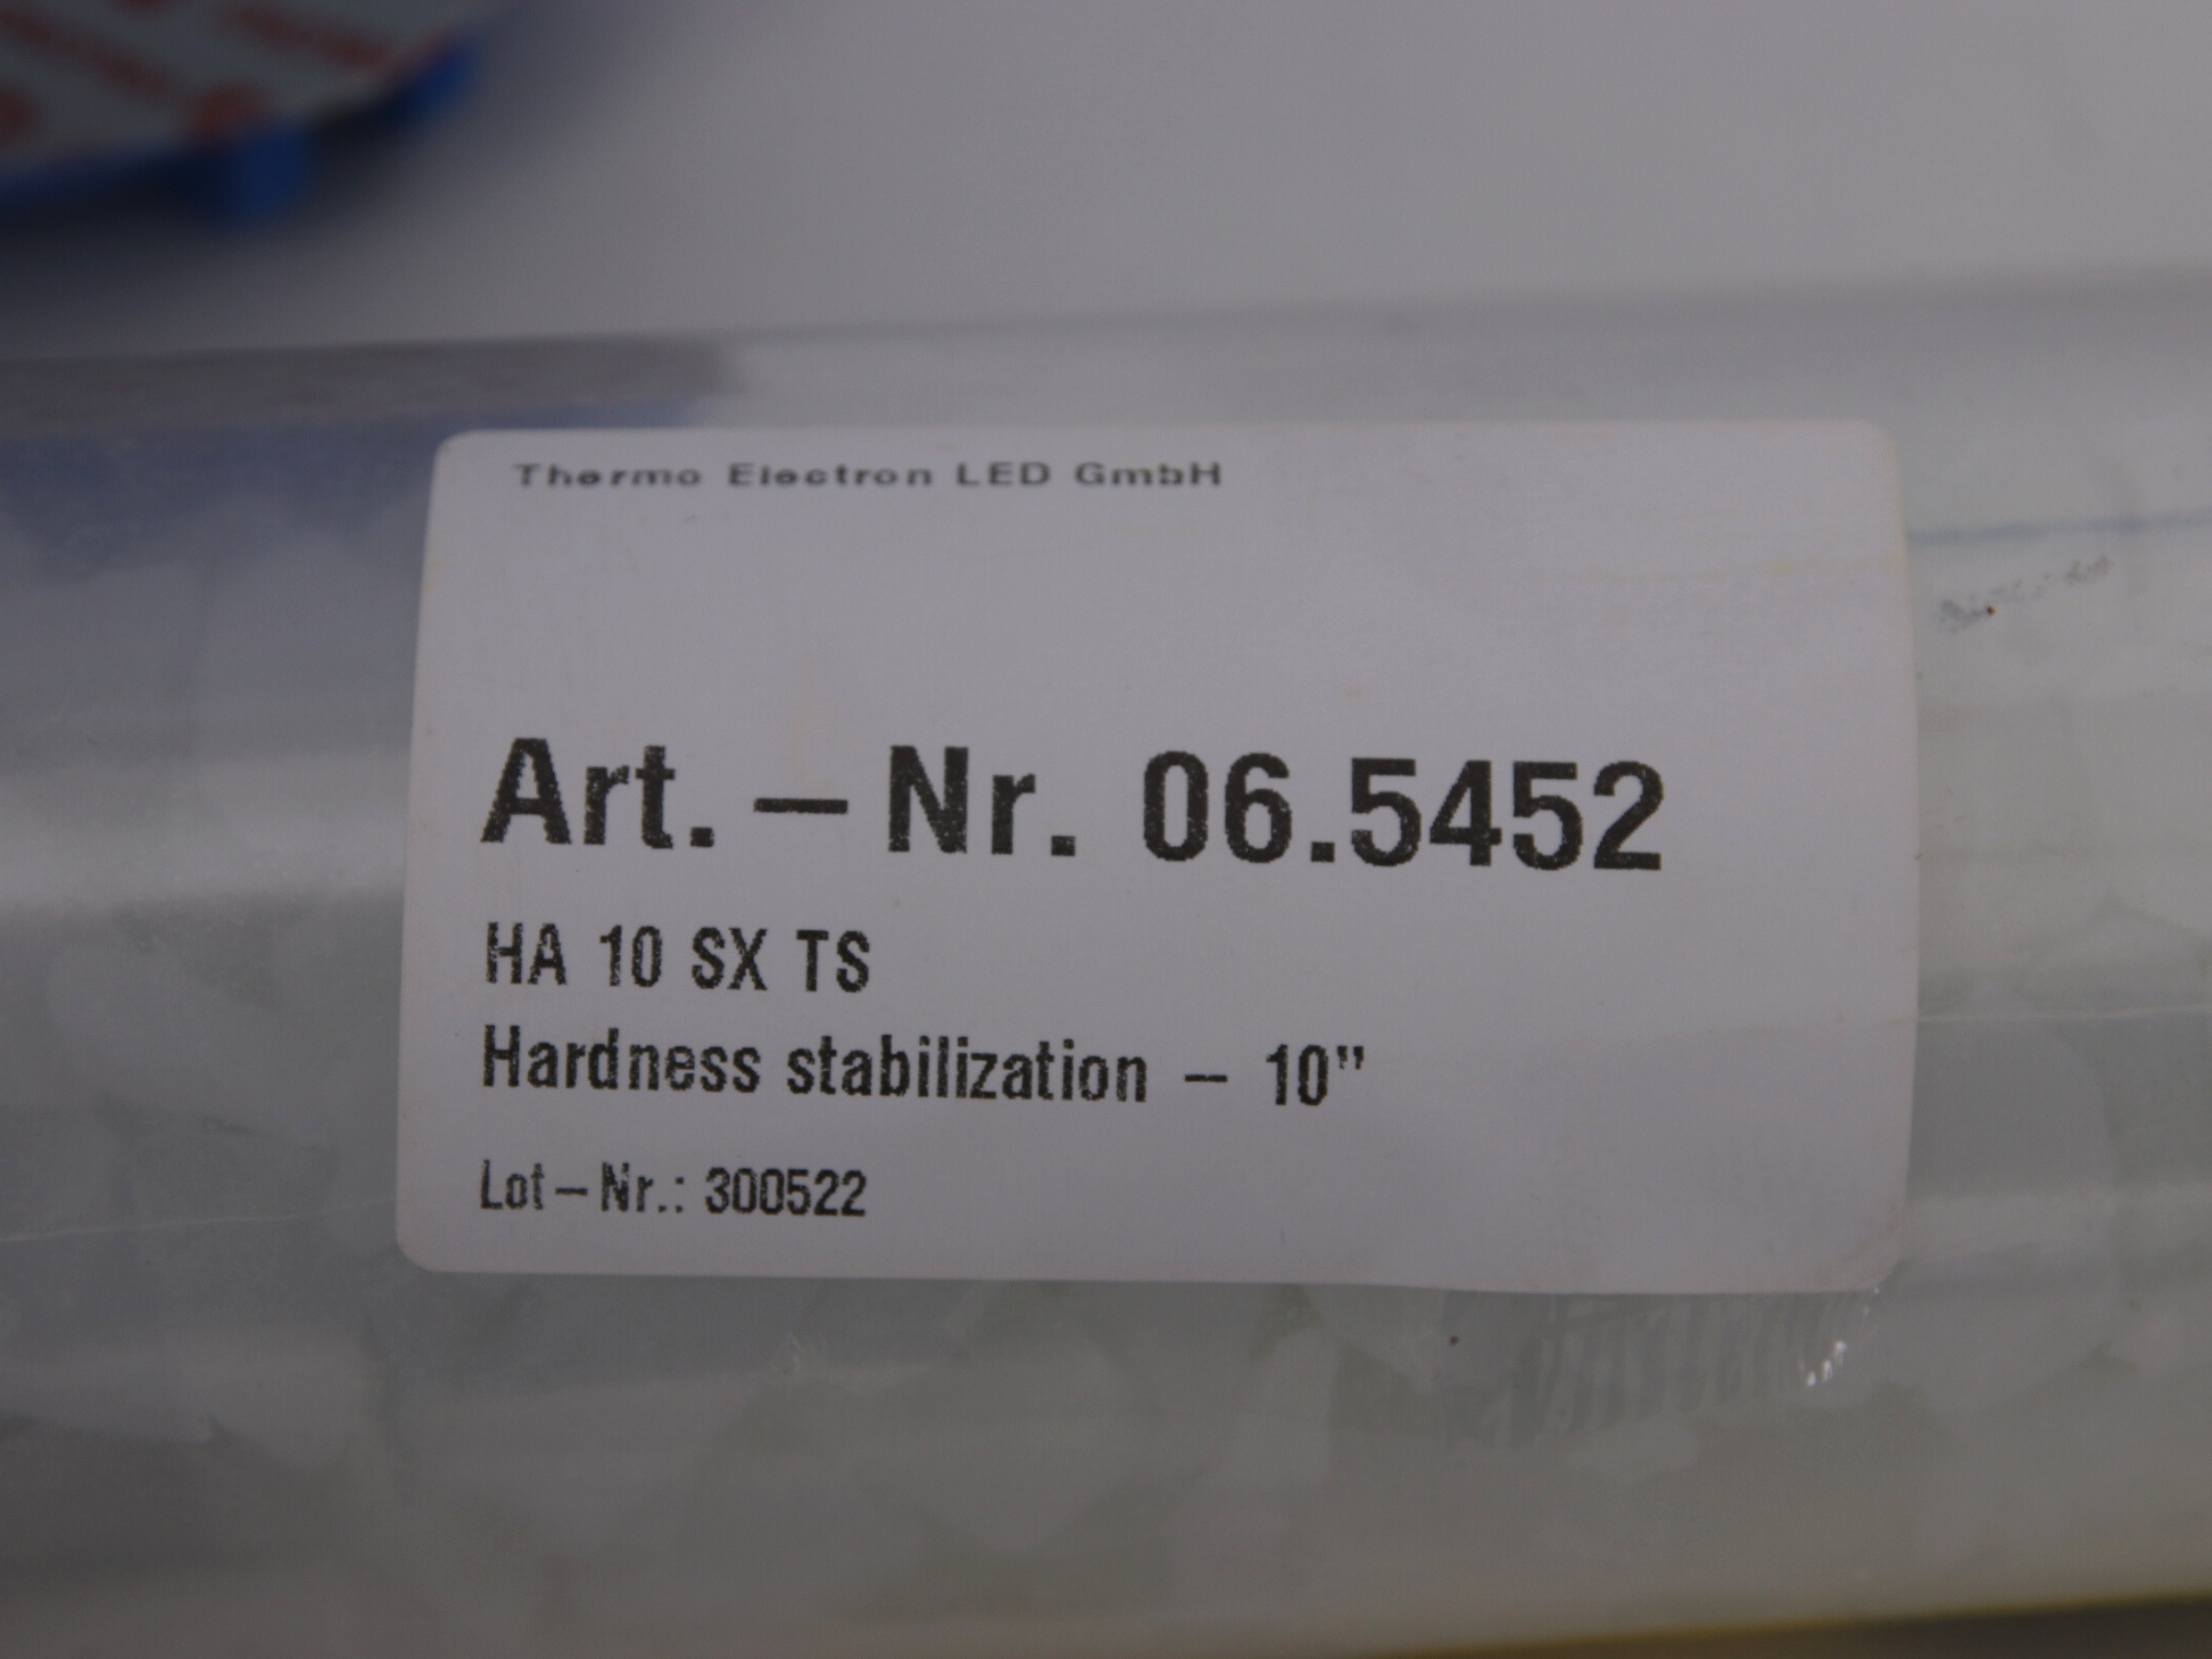 Thermo Electron LED GmbH
Art. – Nr. 06.5452
HA 10 SX TS
Hardness stabilization – 10"
Lot – Nr.: 300522